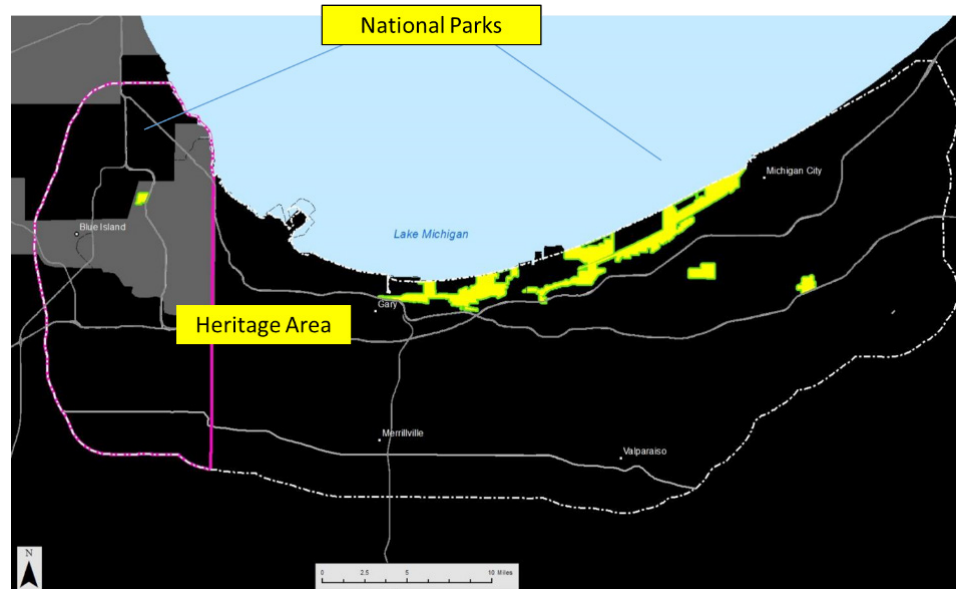 National Parks
Michigan City
Blue Island
Lake Michigan
Gary
Heritage Area
Merrillville
Valparaiso
N
0 2.5 5 10 Miles